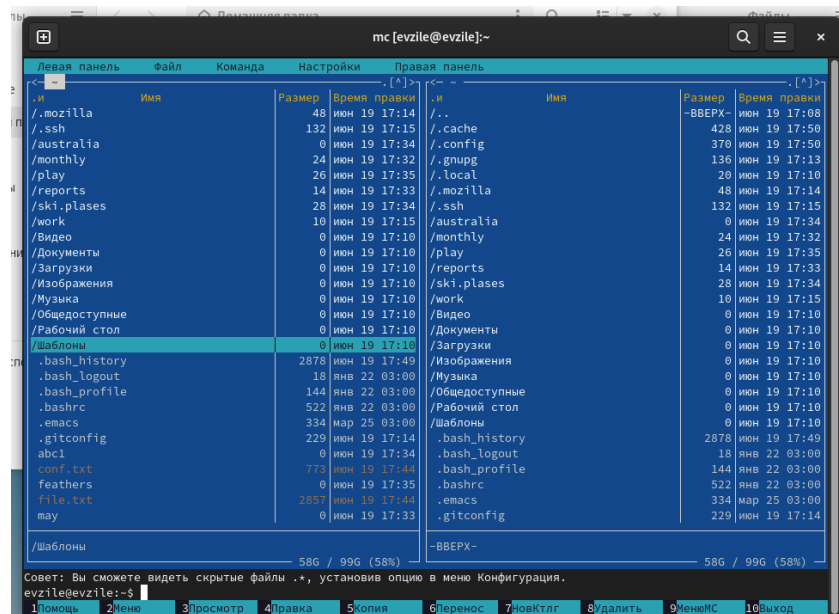 Домашняя папка
Файлы
mc [evzile@evzile]:~
Левая панель Файл Команда Настройки Правая панель
<— ~ .[^]>
.и Имя Размер Время правки
/.mozilla 48 июн 19 17:14
/.ssh 132 июн 19 17:15
/australia 0 июн 19 17:34
/monthly 24 июн 19 17:32
/play 26 июн 19 17:35
/reports 14 июн 19 17:33
/ski.plases 28 июн 19 17:34
/work 10 июн 19 17:15
/Видео 0 июн 19 17:10
/Документы 0 июн 19 17:10
/Загрузки 0 июн 19 17:10
/Изображения 0 июн 19 17:10
/Музыка 0 июн 19 17:10
/Общедоступные 0 июн 19 17:10
/Рабочий стол 0 июн 19 17:10
/Шаблоны 0 июн 19 17:10
.bash_history 2878 июн 19 17:49
.bash_logout 18 янв 22 03:00
.bash_profile 144 янв 22 03:00
.bashrc 522 янв 22 03:00
.emacs 334 мар 25 03:00
.gitconfig 229 июн 19 17:14
abc1 0 июн 19 17:34
conf.txt 773 июн 19 17:44
feathers 0 июн 19 17:35
file.txt 2857 июн 19 17:44
may 0 июн 19 17:33
/Шаблоны
58G / 99G (58%)
<— ~ .[^]>
.и Имя Размер Время правки
/.. -ВВЕРХ- июн 19 17:08
/.cache 428 июн 19 17:50
/.config 370 июн 19 17:50
/.gnupg 136 июн 19 17:13
/.local 20 июн 19 17:10
/.mozilla 48 июн 19 17:14
/.ssh 132 июн 19 17:15
/australia 0 июн 19 17:34
/monthly 24 июн 19 17:32
/play 26 июн 19 17:35
/reports 14 июн 19 17:33
/ski.plases 28 июн 19 17:34
/work 10 июн 19 17:15
/Видео 0 июн 19 17:10
/Документы 0 июн 19 17:10
/Загрузки 0 июн 19 17:10
/Изображения 0 июн 19 17:10
/Музыка 0 июн 19 17:10
/Общедоступные 0 июн 19 17:10
/Рабочий стол 0 июн 19 17:10
/Шаблоны 0 июн 19 17:10
.bash_history 2878 июн 19 17:49
.bash_logout 18 янв 22 03:00
.bash_profile 144 янв 22 03:00
.bashrc 522 янв 22 03:00
.emacs 334 мар 25 03:00
.gitconfig 229 июн 19 17:14
-ВВЕРХ-
58G / 99G (58%)
Совет: Вы сможете видеть скрытые файлы .*, установив опцию в меню Конфигурация.
evzile@evzile:~$
1Помощь 2Меню 3Просмотр 4Правка 5Копия 6Перенос 7НовКтлг 8Удалить 9МенюМС 10Выход